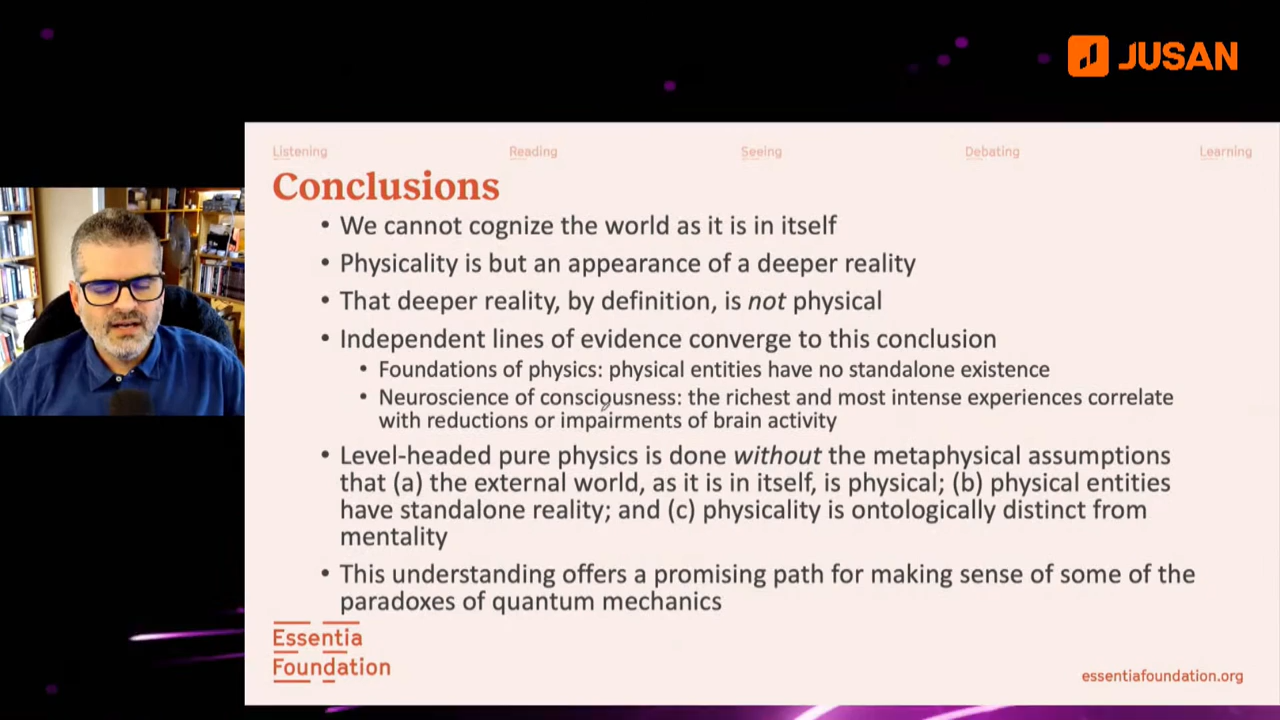 JUSAN
Listening Reading Seeing Debating Learning
Conclusions
• We cannot cognize the world as it is in itself
• Physicality is but an appearance of a deeper reality
• That deeper reality, by definition, is not physical
• Independent lines of evidence converge to this conclusion
• Foundations of physics: physical entities have no standalone existence
• Neuroscience of consciousness: the richest and most intense experiences correlate
with reductions or impairments of brain activity
• Level-headed pure physics is done without the metaphysical assumptions
that (a) the external world, as it is in itself, is physical; (b) physical entities
have standalone reality; and (c) physicality is ontologically distinct from
mentality
• This understanding offers a promising path for making sense of some of the
paradoxes of quantum mechanics
Essentia
Foundation
essentiafoundation.org